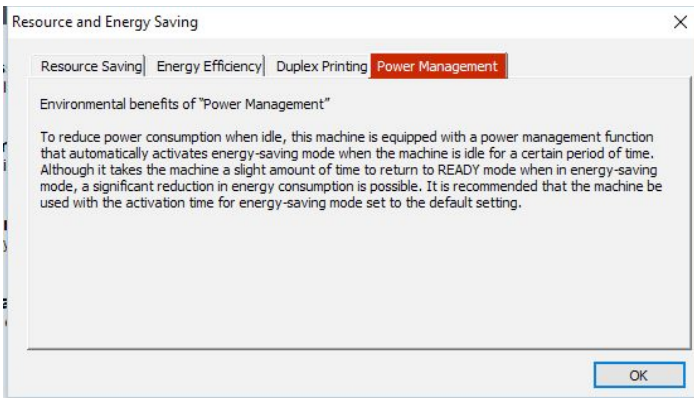 Resource and Energy Saving
Resource Saving
Energy Efficiency
Duplex Printing
Power Management
Environmental benefits of "Power Management"
To reduce power consumption when idle, this machine is equipped with a power management function
that automatically activates energy-saving mode when the machine is idle for a certain period of time.
Although it takes the machine a slight amount of time to return to READY mode when in energy-saving
mode, a significant reduction in energy consumption is possible. It is recommended that the machine be
used with the activation time for energy-saving mode set to the default setting.
OK